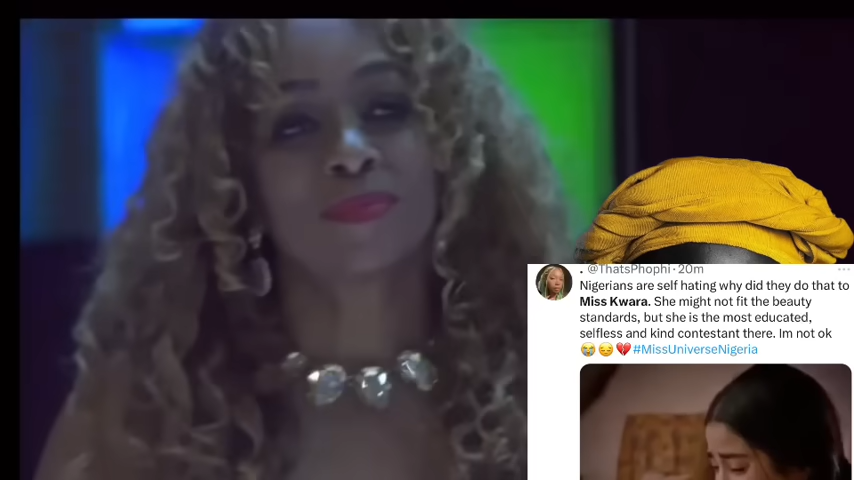 . @ThatsPhophi · 20m
Nigerians are self hating why did they do that to
Miss Kwara. She might not fit the beauty
standards, but she is the most educated,
selfless and kind contestant there. Im not ok
😭😔💔#MissUniverseNigeria